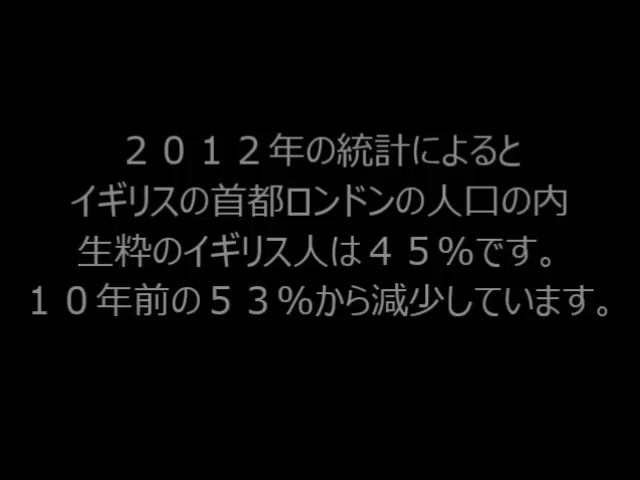 ２０１２年の統計によると
イギリスの首都ロンドンの人口の内
生粋のイギリス人は４５％です。
１０年前の５３％から減少しています。